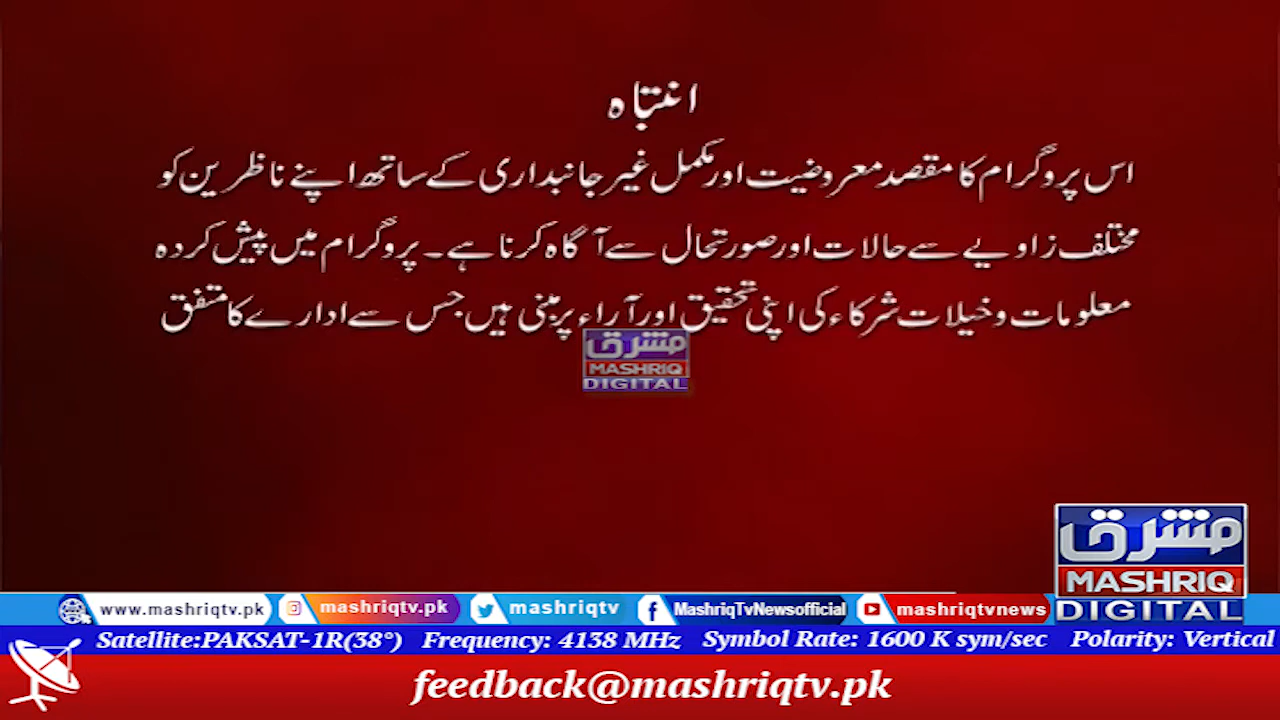 انتباہ
اس پروگرام کا مقصد معروضیت اور مکمل غیر جانبداری کے ساتھ اپنے ناظرین کو
مختلف زاویے سے حالات اور صورتحال سے آگاہ کرنا ہے۔ پروگرام میں پیش کردہ
معلومات و خیلات شرکاء کی اپنی تحقیق اور آراء پر مبنی ہیں جس سے ادارے کا متفق
مشرق
MASHRIQ
DIGITAL
مشرق
MASHRIQ
DIGITAL
www.mashriqtv.pk mashriqtv.pk mashriqtv MashriqTvNewsofficial mashriqtvnews
Satellite:PAKSAT-1R(38°) Frequency: 4138 MHz Symbol Rate: 1600 K sym/sec Polarity: Vertical
feedback@mashriqtv.pk